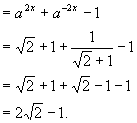 = a^{2x} + a^{-2x} - 1
= √2 + 1 + 1/(√2 + 1) - 1
= √2 + 1 + √2 - 1 - 1
= 2√2 - 1.